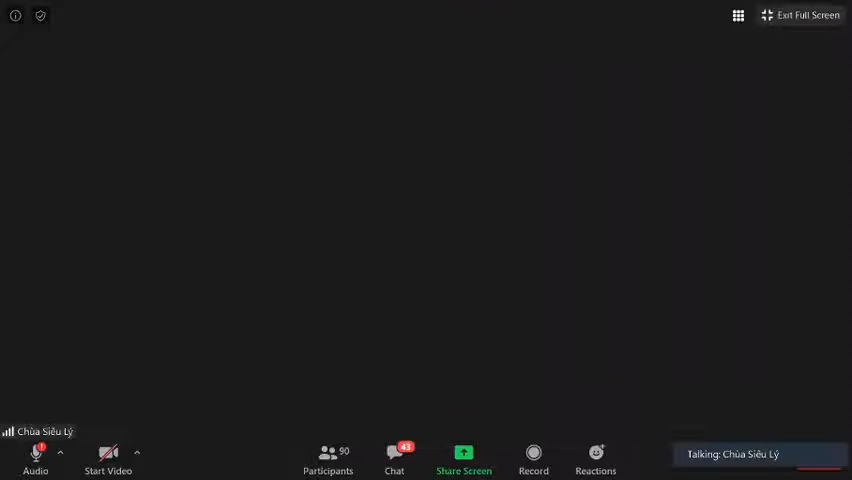 Exit Full Screen
Chùa Siêu Lý
Audio
Start Video
90
Participants
43
Chat
Share Screen
Record
Reactions
Talking: Chùa Siêu Lý